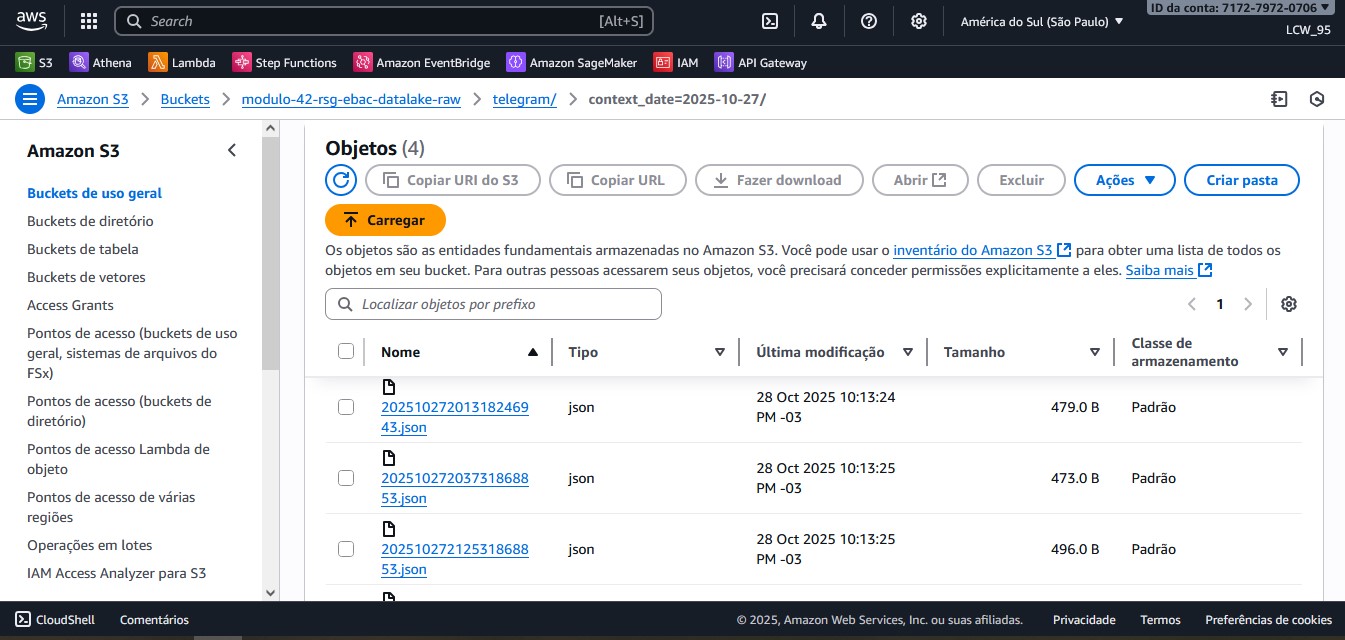 aws
Search
[Alt+S]
América do Sul (São Paulo)
ID da conta: 7172-7972-0706
LCW_95
S3
Athena
Lambda
Step Functions
Amazon EventBridge
Amazon SageMaker
IAM
API Gateway
Amazon S3
Buckets
modulo-42-rsg-ebac-datalake-raw
telegram/
context_date=2025-10-27/
Amazon S3
Buckets de uso geral
Buckets de diretório
Buckets de tabela
Buckets de vetores
Access Grants
Pontos de acesso (buckets de uso
geral, sistemas de arquivos do
FSx)
Pontos de acesso (buckets de
diretório)
Pontos de acesso Lambda de
objeto
Pontos de acesso de várias
regiões
Operações em lotes
IAM Access Analyzer para S3
Objetos (4)
Copiar URI do S3
Copiar URL
Fazer download
Abrir
Excluir
Ações
Criar pasta
Carregar
Os objetos são as entidades fundamentais armazenadas no Amazon S3. Você pode usar o inventário do Amazon S3 para obter uma lista de todos os
objetos em seu bucket. Para outras pessoas acessarem seus objetos, você precisará conceder permissões explicitamente a eles. Saiba mais
Localizar objetos por prefixo
1
Nome
Tipo
Última modificação
Tamanho
Classe de
armazenamento
202510272013182469
43.json
json
28 Oct 2025 10:13:24
PM -03
479.0 B
Padrão
202510272037318688
53.json
json
28 Oct 2025 10:13:25
PM -03
473.0 B
Padrão
202510272125318688
53.json
json
28 Oct 2025 10:13:25
PM -03
496.0 B
Padrão
CloudShell
Comentários
© 2025, Amazon Web Services, Inc. ou suas afiliadas.
Privacidade
Termos
Preferências de cookies